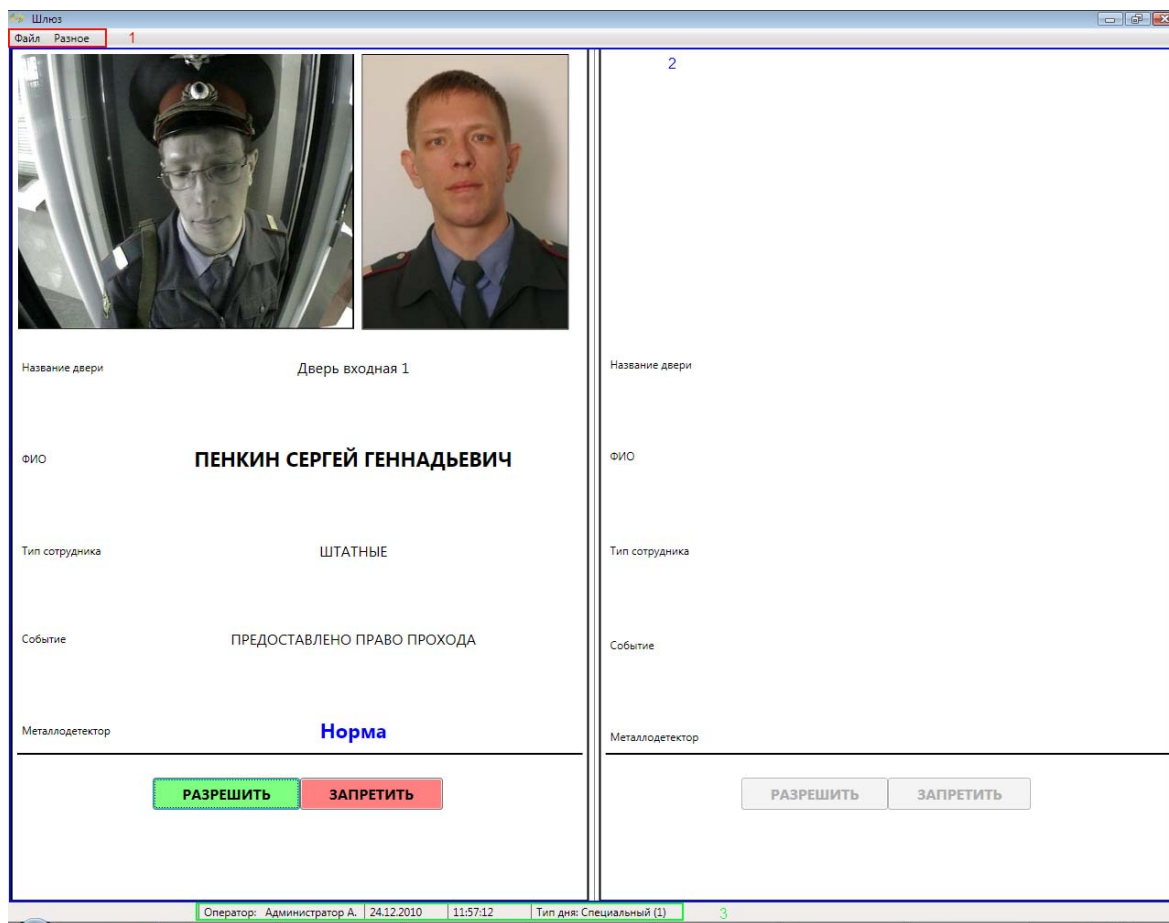 Шлюз
Файл Разное 1
2
Название двери Дверь входная 1
ФИО ПЕНКИН СЕРГЕЙ ГЕННАДЬЕВИЧ
Тип сотрудника ШТАТНЫЕ
Событие ПРЕДОСТАВЛЕНО ПРАВО ПРОХОДА
Металлодетектор Норма
РАЗРЕШИТЬ ЗАПРЕТИТЬ
Название двери
ФИО
Тип сотрудника
Событие
Металлодетектор
РАЗРЕШИТЬ ЗАПРЕТИТЬ
Оператор: Администратор А. 24.12.2010 11:57:12 Тип дня: Специальный (1) 3